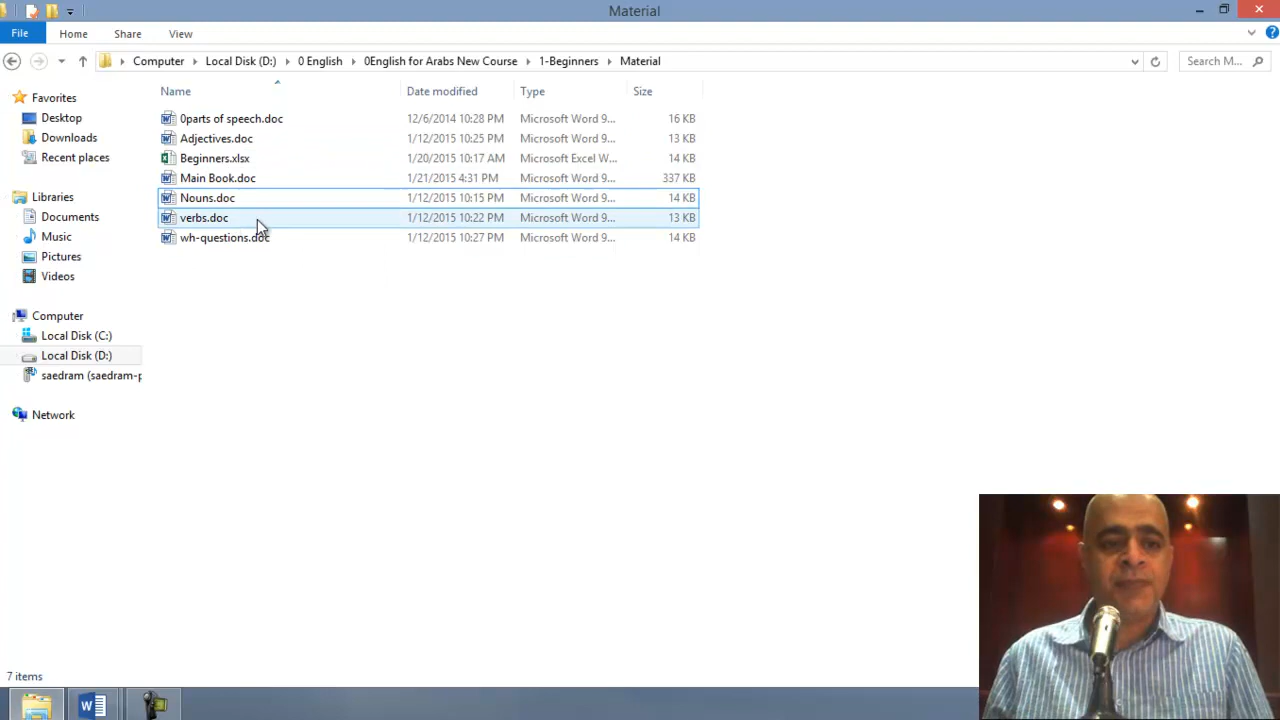 Material
File Home Share View
Computer Local Disk (D:) 0 English 0English for Arabs New Course 1-Beginners Material Search M...
Name Date modified Type Size
Favorites
Desktop
Downloads
Recent places
Libraries
Documents
Music
Pictures
Videos
Computer
Local Disk (C:)
Local Disk (D:)
saedram (saedram-p
Network
0parts of speech.doc 12/6/2014 10:28 PM Microsoft Word 9... 16 KB
Adjectives.doc 1/12/2015 10:25 PM Microsoft Word 9... 13 KB
Beginners.xlsx 1/20/2015 10:17 AM Microsoft Excel W... 14 KB
Main Book.doc 1/21/2015 4:31 PM Microsoft Word 9... 337 KB
Nouns.doc 1/12/2015 10:15 PM Microsoft Word 9... 14 KB
verbs.doc 1/12/2015 10:22 PM Microsoft Word 9... 13 KB
wh-questions.doc 1/12/2015 10:27 PM Microsoft Word 9... 14 KB
7 items